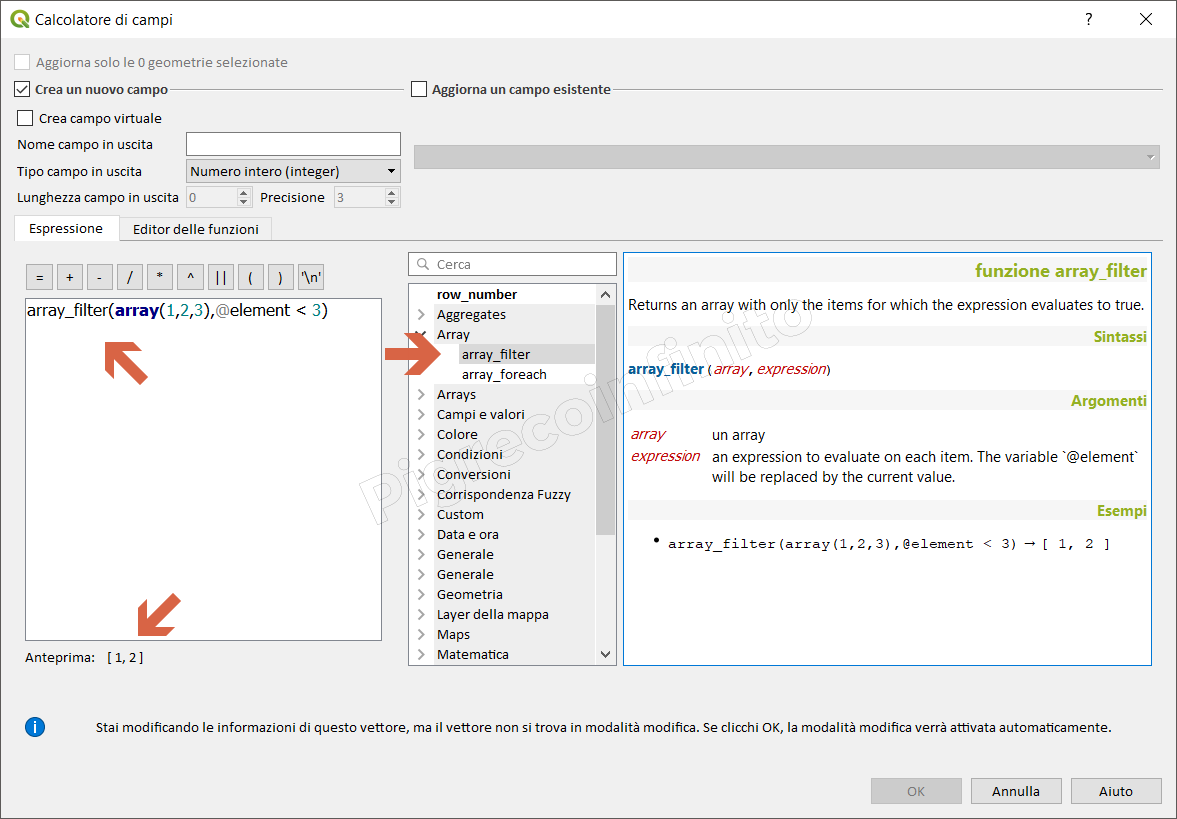 Calcolatore di campi
?
Aggiorna solo le 0 geometrie selezionate
Crea un nuovo campo
Aggiorna un campo esistente
Crea campo virtuale
Nome campo in uscita
Tipo campo in uscita
Numero intero (integer)
Lunghezza campo in uscita
0
Precisione
3
Espressione
Editor delle funzioni
= + - / * ^ || ( ) '\n'
array_filter(array(1,2,3),@element < 3)
Anteprima: [ 1, 2 ]
Cerca
row_number
Aggregates
Array
array_filter
array_foreach
Arrays
Campi e valori
Colore
Condizioni
Conversioni
Corrispondenza Fuzzy
Custom
Data e ora
Generale
Generale
Geometria
Layer della mappa
Maps
Matematica
funzione array_filter
Returns an array with only the items for which the expression evaluates to true.
Sintassi
array_filter(array, expression)
Argomenti
array un array
expression an expression to evaluate on each item. The variable `@element`
will be replaced by the current value.
Esempi
• array_filter(array(1,2,3),@element < 3) → [ 1, 2 ]
Pigrecoinfinito
Stai modificando le informazioni di questo vettore, ma il vettore non si trova in modalità modifica. Se clicchi OK, la modalità modifica verrà attivata automaticamente.
OK
Annulla
Aiuto